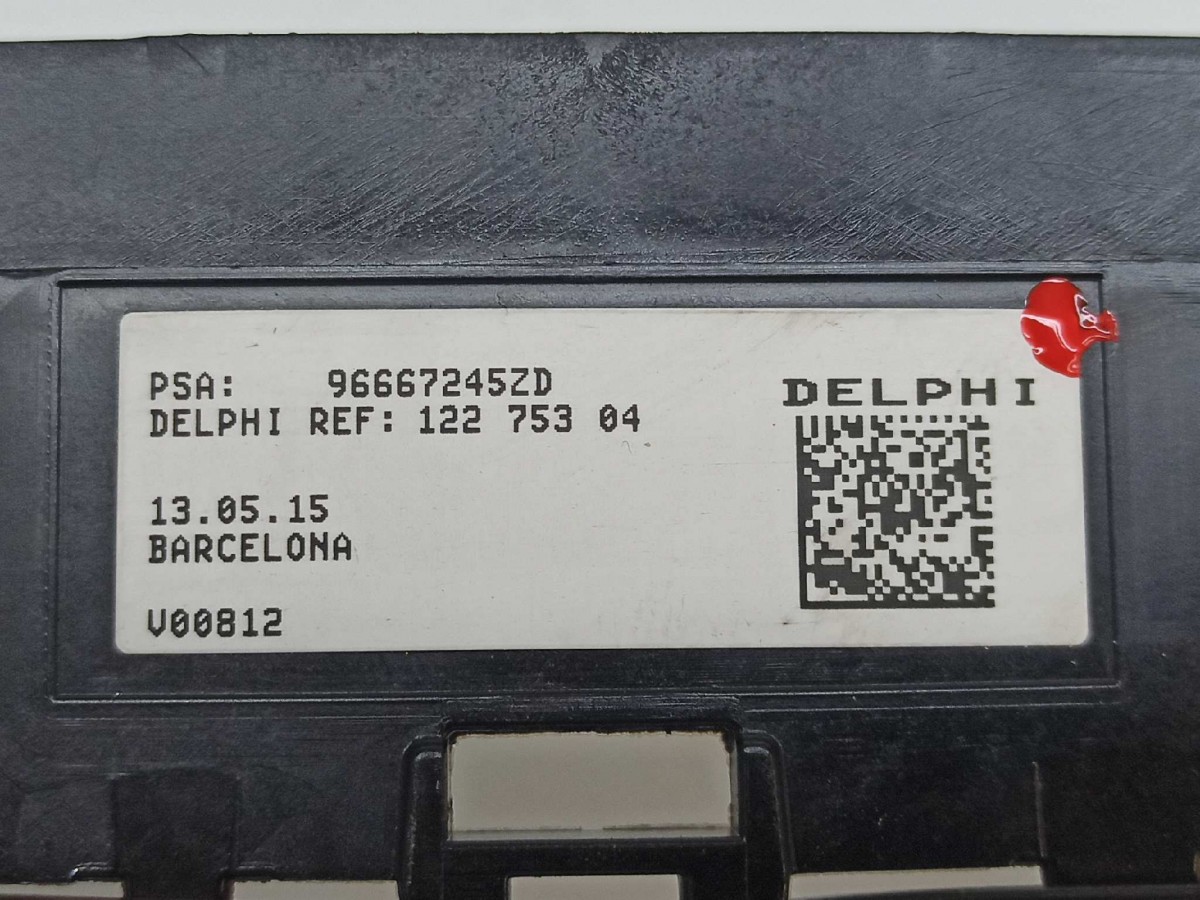 PSA: 96667245ZD
DELPHI REF: 122 753 04
DELPHI
13.05.15
BARCELONA
V00812